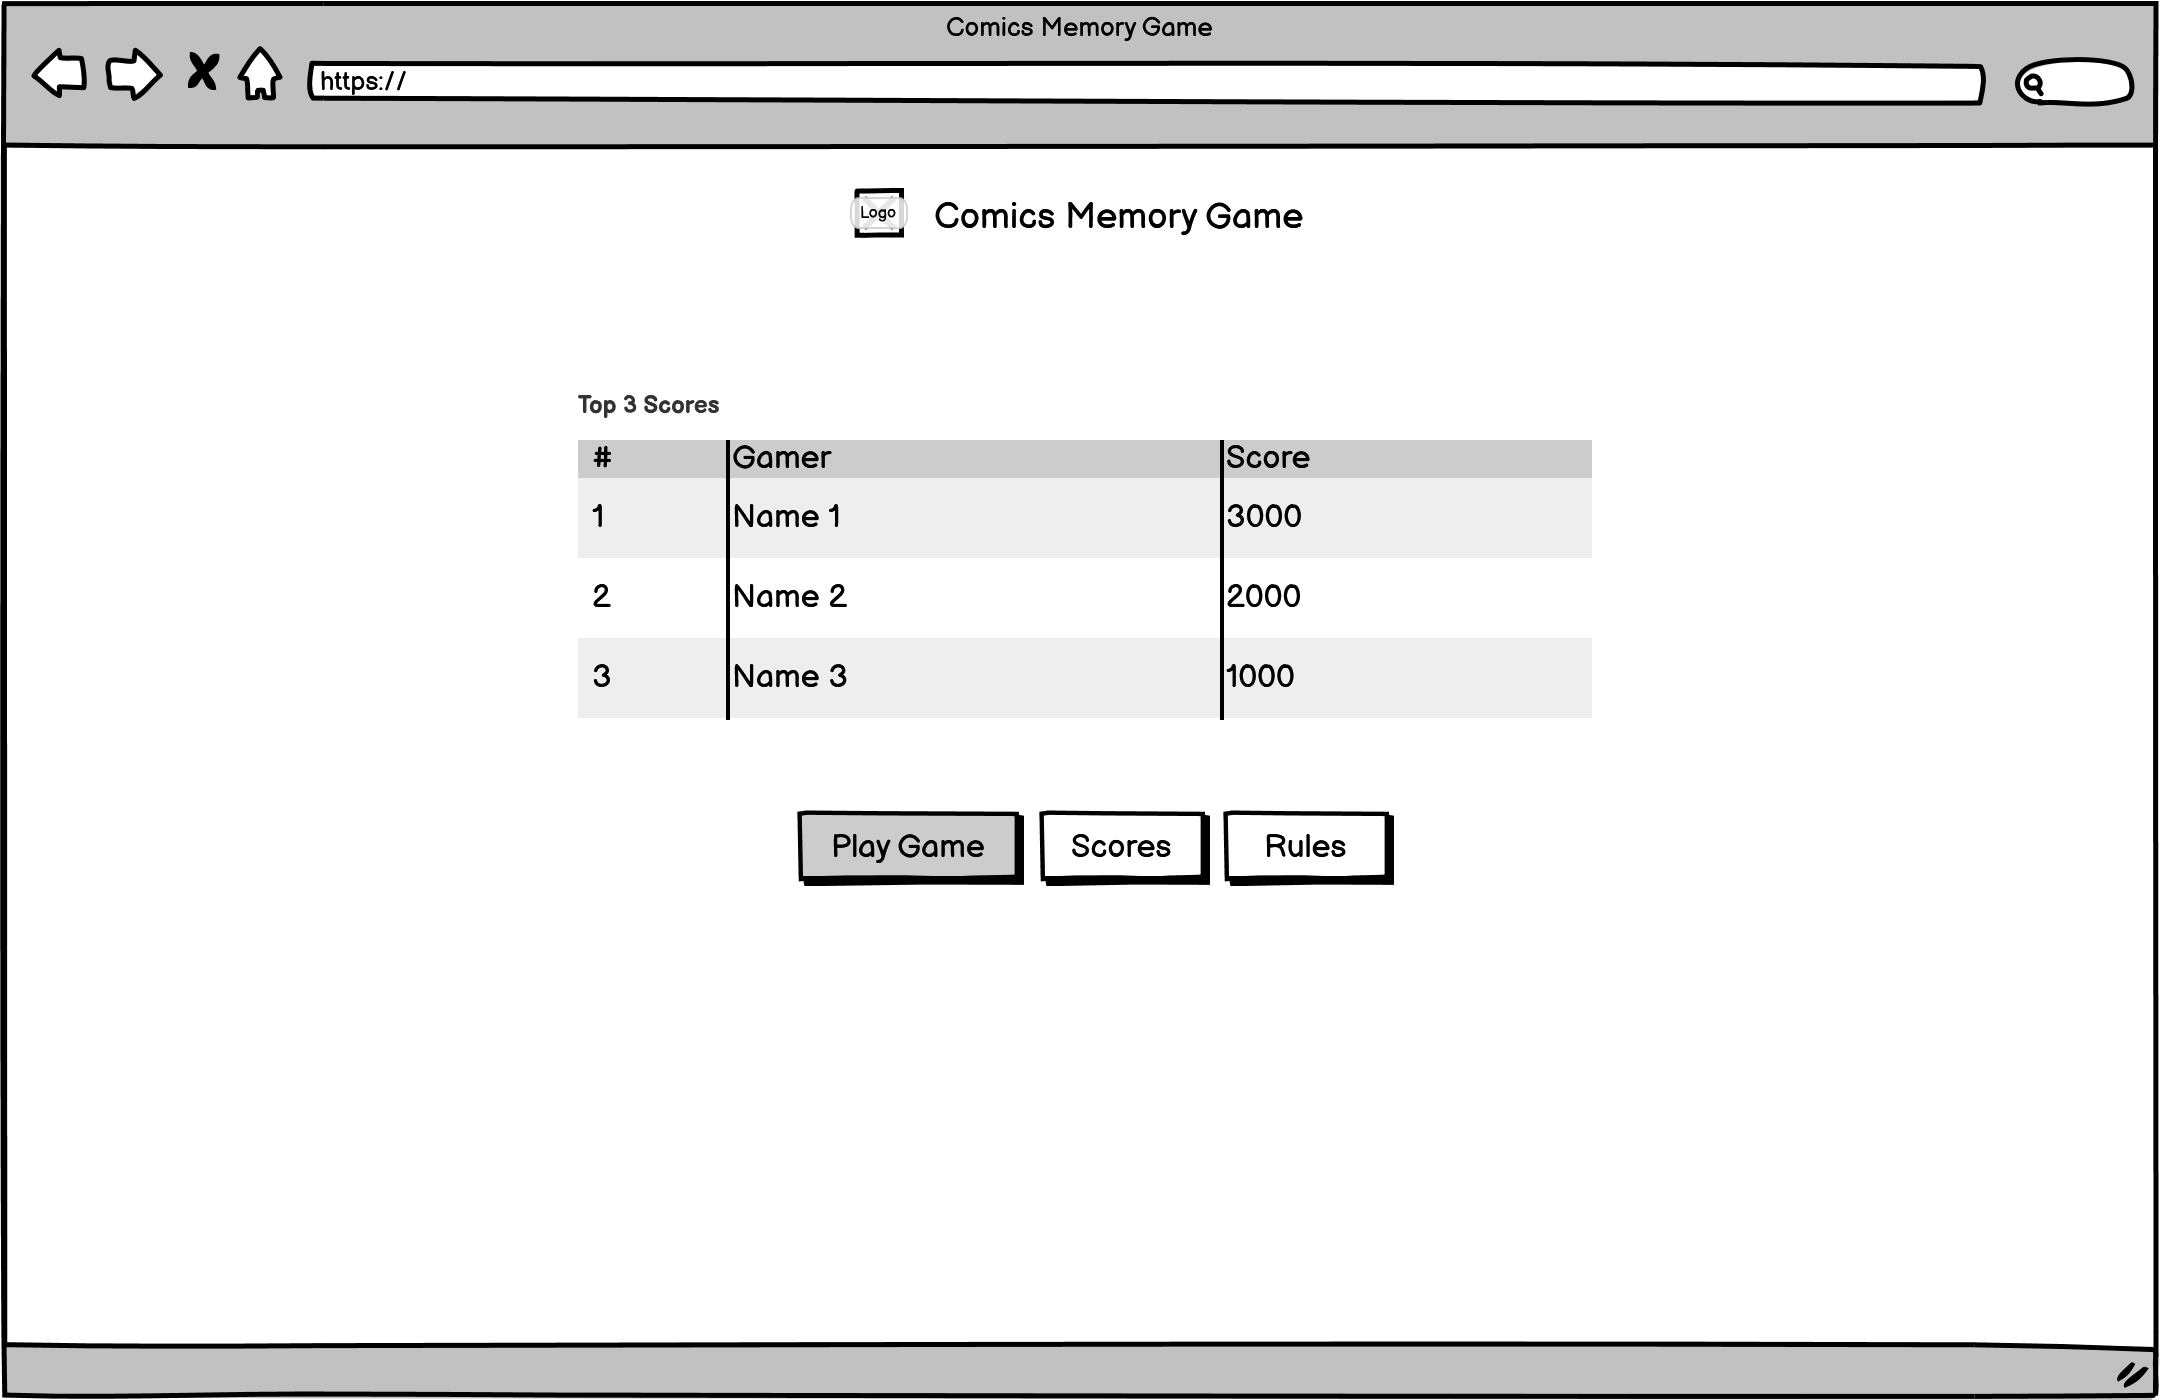 Comics Memory Game
https://
Logo
Comics Memory Game
Top 3 Scores
# Gamer Score
1 Name 1 3000
2 Name 2 2000
3 Name 3 1000
Play Game Scores Rules